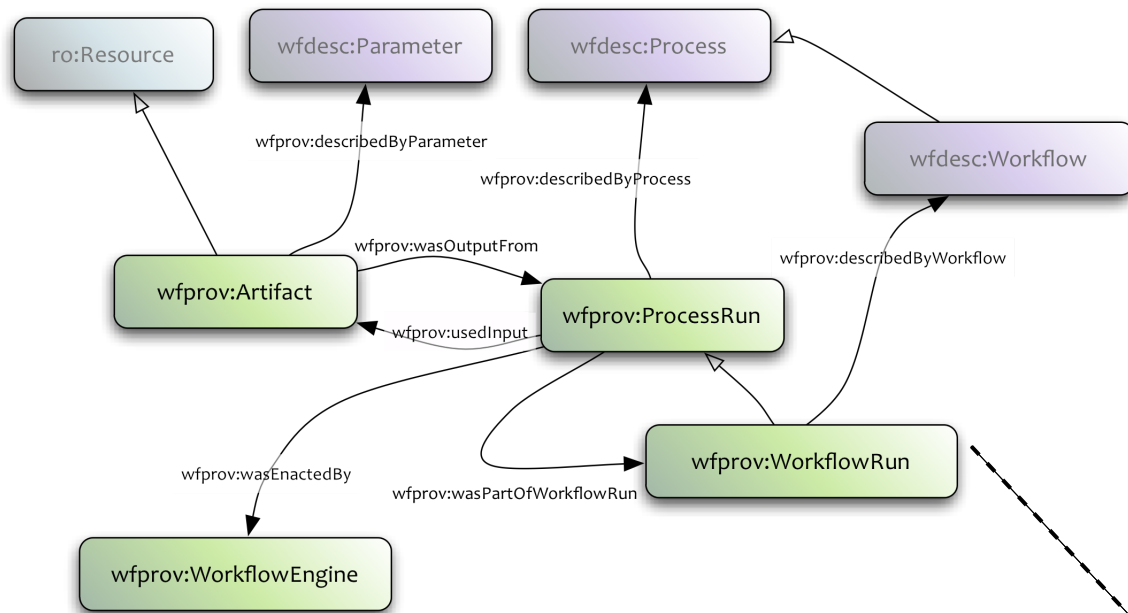 ro:Resource
wfdesc:Parameter
wfdesc:Process
wfprov:describedByParameter
wfdesc:Workflow
wfprov:describedByProcess
wfprov:wasOutputFrom
wfprov:describedByWorkflow
wfprov:Artifact
wfprov:ProcessRun
wfprov:usedInput
wfprov:WorkflowRun
wfprov:wasEnactedBy
wfprov:wasPartOfWorkflowRun
wfprov:WorkflowEngine